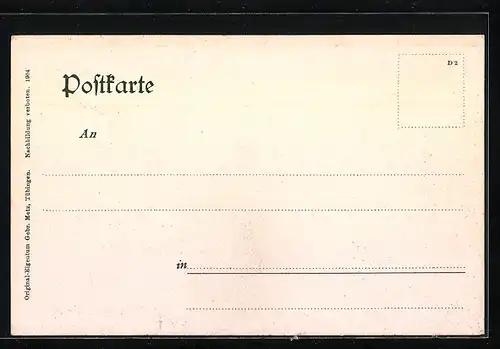 D 2
Postkarte
An
in
Original-Eigentum Gebr. Metz, Tübingen. Nachbildung verboten. 1904